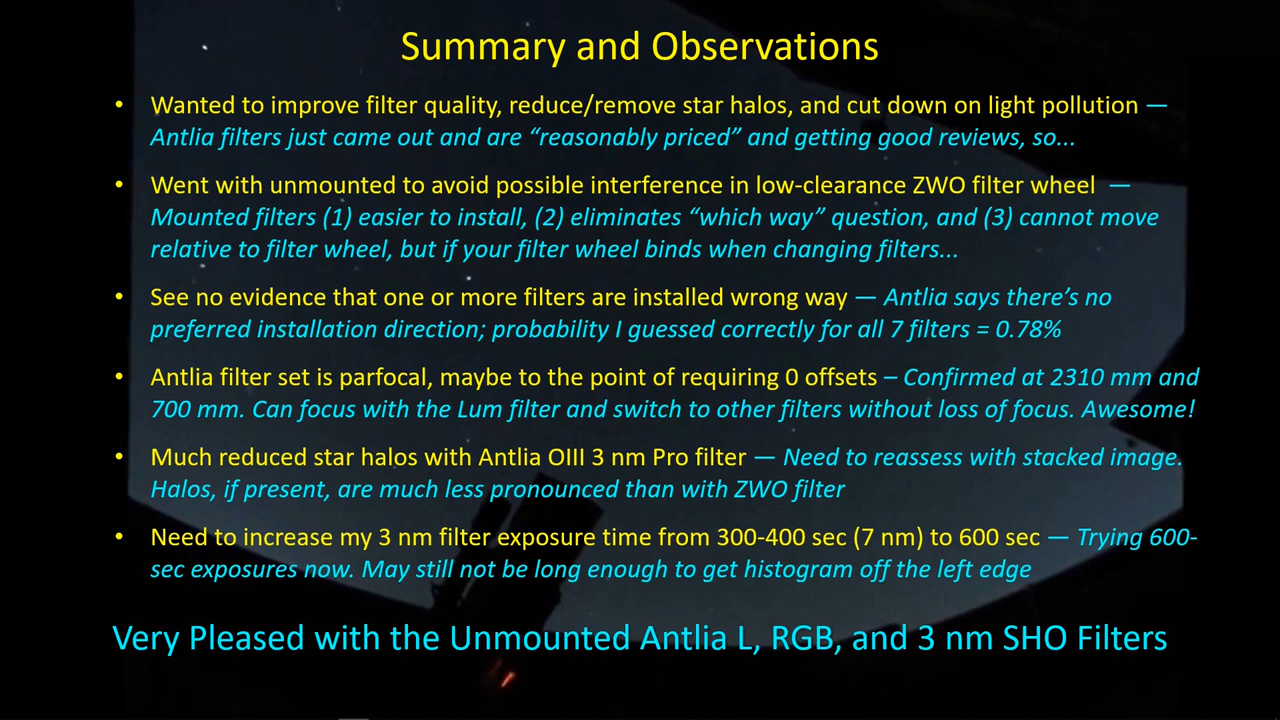 Summary and Observations
• Wanted to improve filter quality, reduce/remove star halos, and cut down on light pollution —
Antlia filters just came out and are “reasonably priced” and getting good reviews, so...
• Went with unmounted to avoid possible interference in low-clearance ZWO filter wheel —
Mounted filters (1) easier to install, (2) eliminates “which way” question, and (3) cannot move
relative to filter wheel, but if your filter wheel binds when changing filters...
• See no evidence that one or more filters are installed wrong way — Antlia says there’s no
preferred installation direction; probability I guessed correctly for all 7 filters = 0.78%
• Antlia filter set is parfocal, maybe to the point of requiring 0 offsets – Confirmed at 2310 mm and
700 mm. Can focus with the Lum filter and switch to other filters without loss of focus. Awesome!
• Much reduced star halos with Antlia OIII 3 nm Pro filter — Need to reassess with stacked image.
Halos, if present, are much less pronounced than with ZWO filter
• Need to increase my 3 nm filter exposure time from 300-400 sec (7 nm) to 600 sec — Trying 600-
sec exposures now. May still not be long enough to get histogram off the left edge
Very Pleased with the Unmounted Antlia L, RGB, and 3 nm SHO Filters